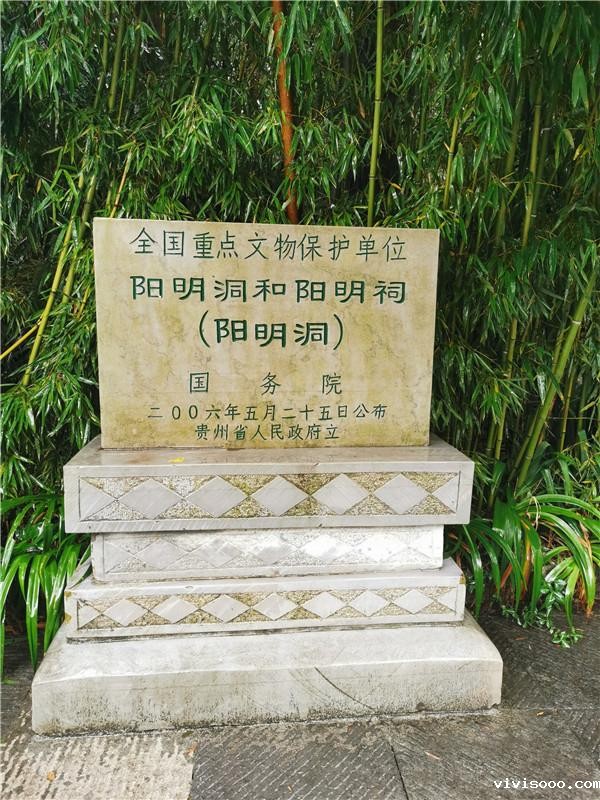 全国重点文物保护单位
阳明洞和阳明祠
（阳明洞）
国务院
二〇〇六年五月二十五日公布
贵州省人民政府立
vivisooo.com